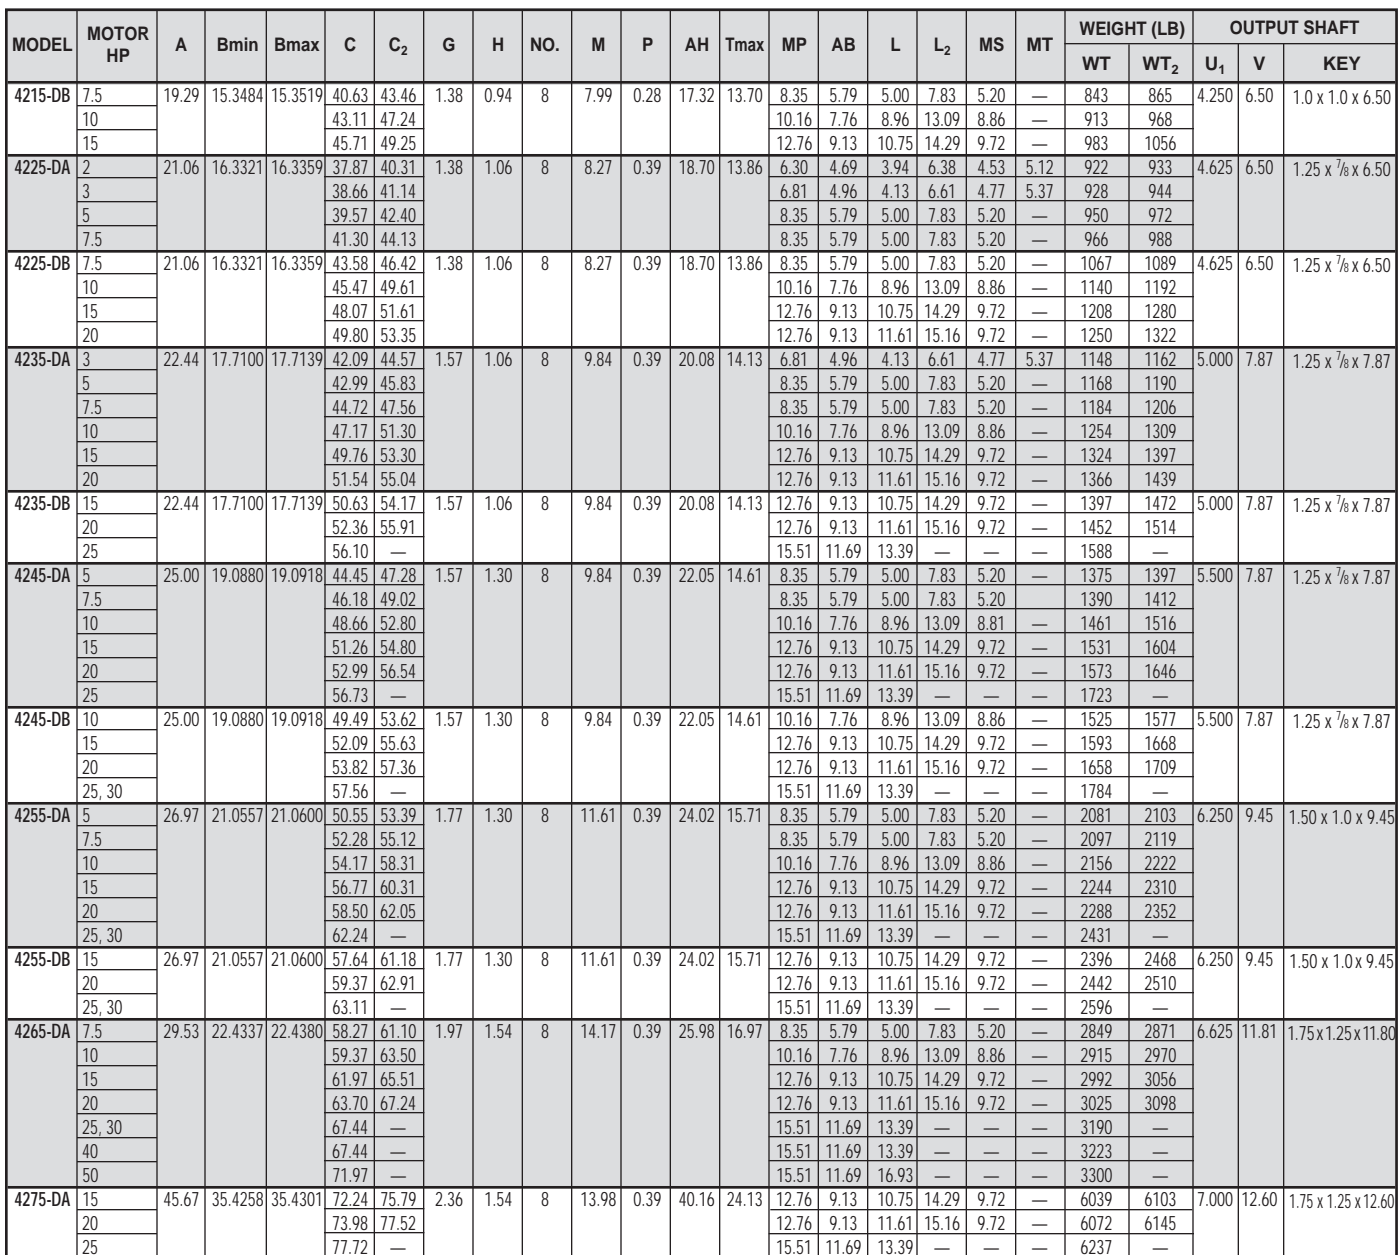 MODEL MOTOR HP A Bmin Bmax C C₂ G H NO. M P AH Tmax MP AB L L₂ MS MT WEIGHT (LB) OUTPUT SHAFT
WT WT₂ U₁ V KEY
4215-DB 7.5 19.29 15.3484 15.3519 40.63 43.46 1.38 0.94 8 7.99 0.28 17.32 13.70 8.35 5.79 5.00 7.83 5.20 — 843 865 4.250 6.50 1.0 x 1.0 x 6.50
10 43.11 47.24 10.16 7.76 8.96 13.09 8.86 — 913 968
15 45.71 49.25 12.76 9.13 10.75 14.29 9.72 — 983 1056
4225-DA 2 21.06 16.3321 16.3359 37.87 40.31 1.38 1.06 8 8.27 0.39 18.70 13.86 6.30 4.69 3.94 6.38 4.53 5.12 922 933 4.625 6.50 1.25 x 7/8 x 6.50
3 38.66 41.14 6.81 4.96 4.13 6.61 4.77 5.37 928 944
5 39.57 42.40 8.35 5.79 5.00 7.83 5.20 — 950 972
7.5 41.30 44.13 8.35 5.79 5.00 7.83 5.20 — 966 988
4225-DB 7.5 21.06 16.3321 16.3359 43.58 46.42 1.38 1.06 8 8.27 0.39 18.70 13.86 8.35 5.79 5.00 7.83 5.20 — 1067 1089 4.625 6.50 1.25 x 7/8 x 6.50
10 45.47 49.61 10.16 7.76 8.96 13.09 8.86 — 1140 1192
15 48.07 51.61 12.76 9.13 10.75 14.29 9.72 — 1208 1280
20 49.80 53.35 12.76 9.13 11.61 15.16 9.72 — 1250 1322
4235-DA 3 22.44 17.7100 17.7139 42.09 44.57 1.57 1.06 8 9.84 0.39 20.08 14.13 6.81 4.96 4.13 6.61 4.77 5.37 1148 1162 5.000 7.87 1.25 x 7/8 x 7.87
5 42.99 45.83 8.35 5.79 5.00 7.83 5.20 — 1168 1190
7.5 44.72 47.56 8.35 5.79 5.00 7.83 5.20 — 1184 1206
10 47.17 51.30 10.16 7.76 8.96 13.09 8.86 — 1254 1309
15 49.76 53.30 12.76 9.13 10.75 14.29 9.72 — 1324 1397
20 51.54 55.04 12.76 9.13 11.61 15.16 9.72 — 1366 1439
4235-DB 15 22.44 17.7100 17.7139 50.63 54.17 1.57 1.06 8 9.84 0.39 20.08 14.13 12.76 9.13 10.75 14.29 9.72 — 1397 1472 5.000 7.87 1.25 x 7/8 x 7.87
20 52.36 55.91 12.76 9.13 11.61 15.16 9.72 — 1452 1514
25 56.10 — 15.51 11.69 13.39 — — — 1588 —
4245-DA 5 25.00 19.0880 19.0918 44.45 47.28 1.57 1.30 8 9.84 0.39 22.05 14.61 8.35 5.79 5.00 7.83 5.20 — 1375 1397 5.500 7.87 1.25 x 7/8 x 7.87
7.5 46.18 49.02 8.35 5.79 5.00 7.83 5.20 1390 1412
10 48.66 52.80 10.16 7.76 8.96 13.09 8.81 — 1461 1516
15 51.26 54.80 12.76 9.13 10.75 14.29 9.72 — 1531 1604
20 52.99 56.54 12.76 9.13 11.61 15.16 9.72 — 1573 1646
25 56.73 — 15.51 11.69 13.39 — — — 1723 —
4245-DB 10 25.00 19.0880 19.0918 49.49 53.62 1.57 1.30 8 9.84 0.39 22.05 14.61 10.16 7.76 8.96 13.09 8.86 — 1525 1577 5.500 7.87 1.25 x 7/8 x 7.87
15 52.09 55.63 12.76 9.13 10.75 14.29 9.72 — 1593 1668
20 53.82 57.36 12.76 9.13 11.61 15.16 9.72 — 1658 1709
25, 30 57.56 — 15.51 11.69 13.39 — — — 1784 —
4255-DA 5 26.97 21.0557 21.0600 50.55 53.39 1.77 1.30 8 11.61 0.39 24.02 15.71 8.35 5.79 5.00 7.83 5.20 — 2081 2103 6.250 9.45 1.50 x 1.0 x 9.45
7.5 52.28 55.12 8.35 5.79 5.00 7.83 5.20 — 2097 2119
10 54.17 58.31 10.16 7.76 8.96 13.09 8.86 — 2156 2222
15 56.77 60.31 12.76 9.13 10.75 14.29 9.72 — 2244 2310
20 58.50 62.05 12.76 9.13 11.61 15.16 9.72 — 2288 2352
25, 30 62.24 — 15.51 11.69 13.39 — — — 2431 —
4255-DB 15 26.97 21.0557 21.0600 57.64 61.18 1.77 1.30 8 11.61 0.39 24.02 15.71 12.76 9.13 10.75 14.29 9.72 — 2396 2468 6.250 9.45 1.50 x 1.0 x 9.45
20 59.37 62.91 12.76 9.13 11.61 15.16 9.72 — 2442 2510
25, 30 63.11 — 15.51 11.69 13.39 — — — 2596 —
4265-DA 7.5 29.53 22.4337 22.4380 58.27 61.10 1.97 1.54 8 14.17 0.39 25.98 16.97 8.35 5.79 5.00 7.83 5.20 — 2849 2871 6.625 11.81 1.75 x 1.25 x 11.80
10 59.37 63.50 10.16 7.76 8.96 13.09 8.86 — 2915 2970
15 61.97 65.51 12.76 9.13 10.75 14.29 9.72 — 2992 3056
20 63.70 67.24 12.76 9.13 11.61 15.16 9.72 — 3025 3098
25, 30 67.44 — 15.51 11.69 13.39 — — — 3190 —
40 67.44 — 15.51 11.69 13.39 — — — 3223 —
50 71.97 — 15.51 11.69 16.93 — — — 3300 —
4275-DA 15 45.67 35.4258 35.4301 72.24 75.79 2.36 1.54 8 13.98 0.39 40.16 24.13 12.76 9.13 10.75 14.29 9.72 — 6039 6103 7.000 12.60 1.75 x 1.25 x 12.60
20 73.98 77.52 12.76 9.13 11.61 15.16 9.72 — 6072 6145
25 77.72 — 15.51 11.69 13.39 — — — 6237 —